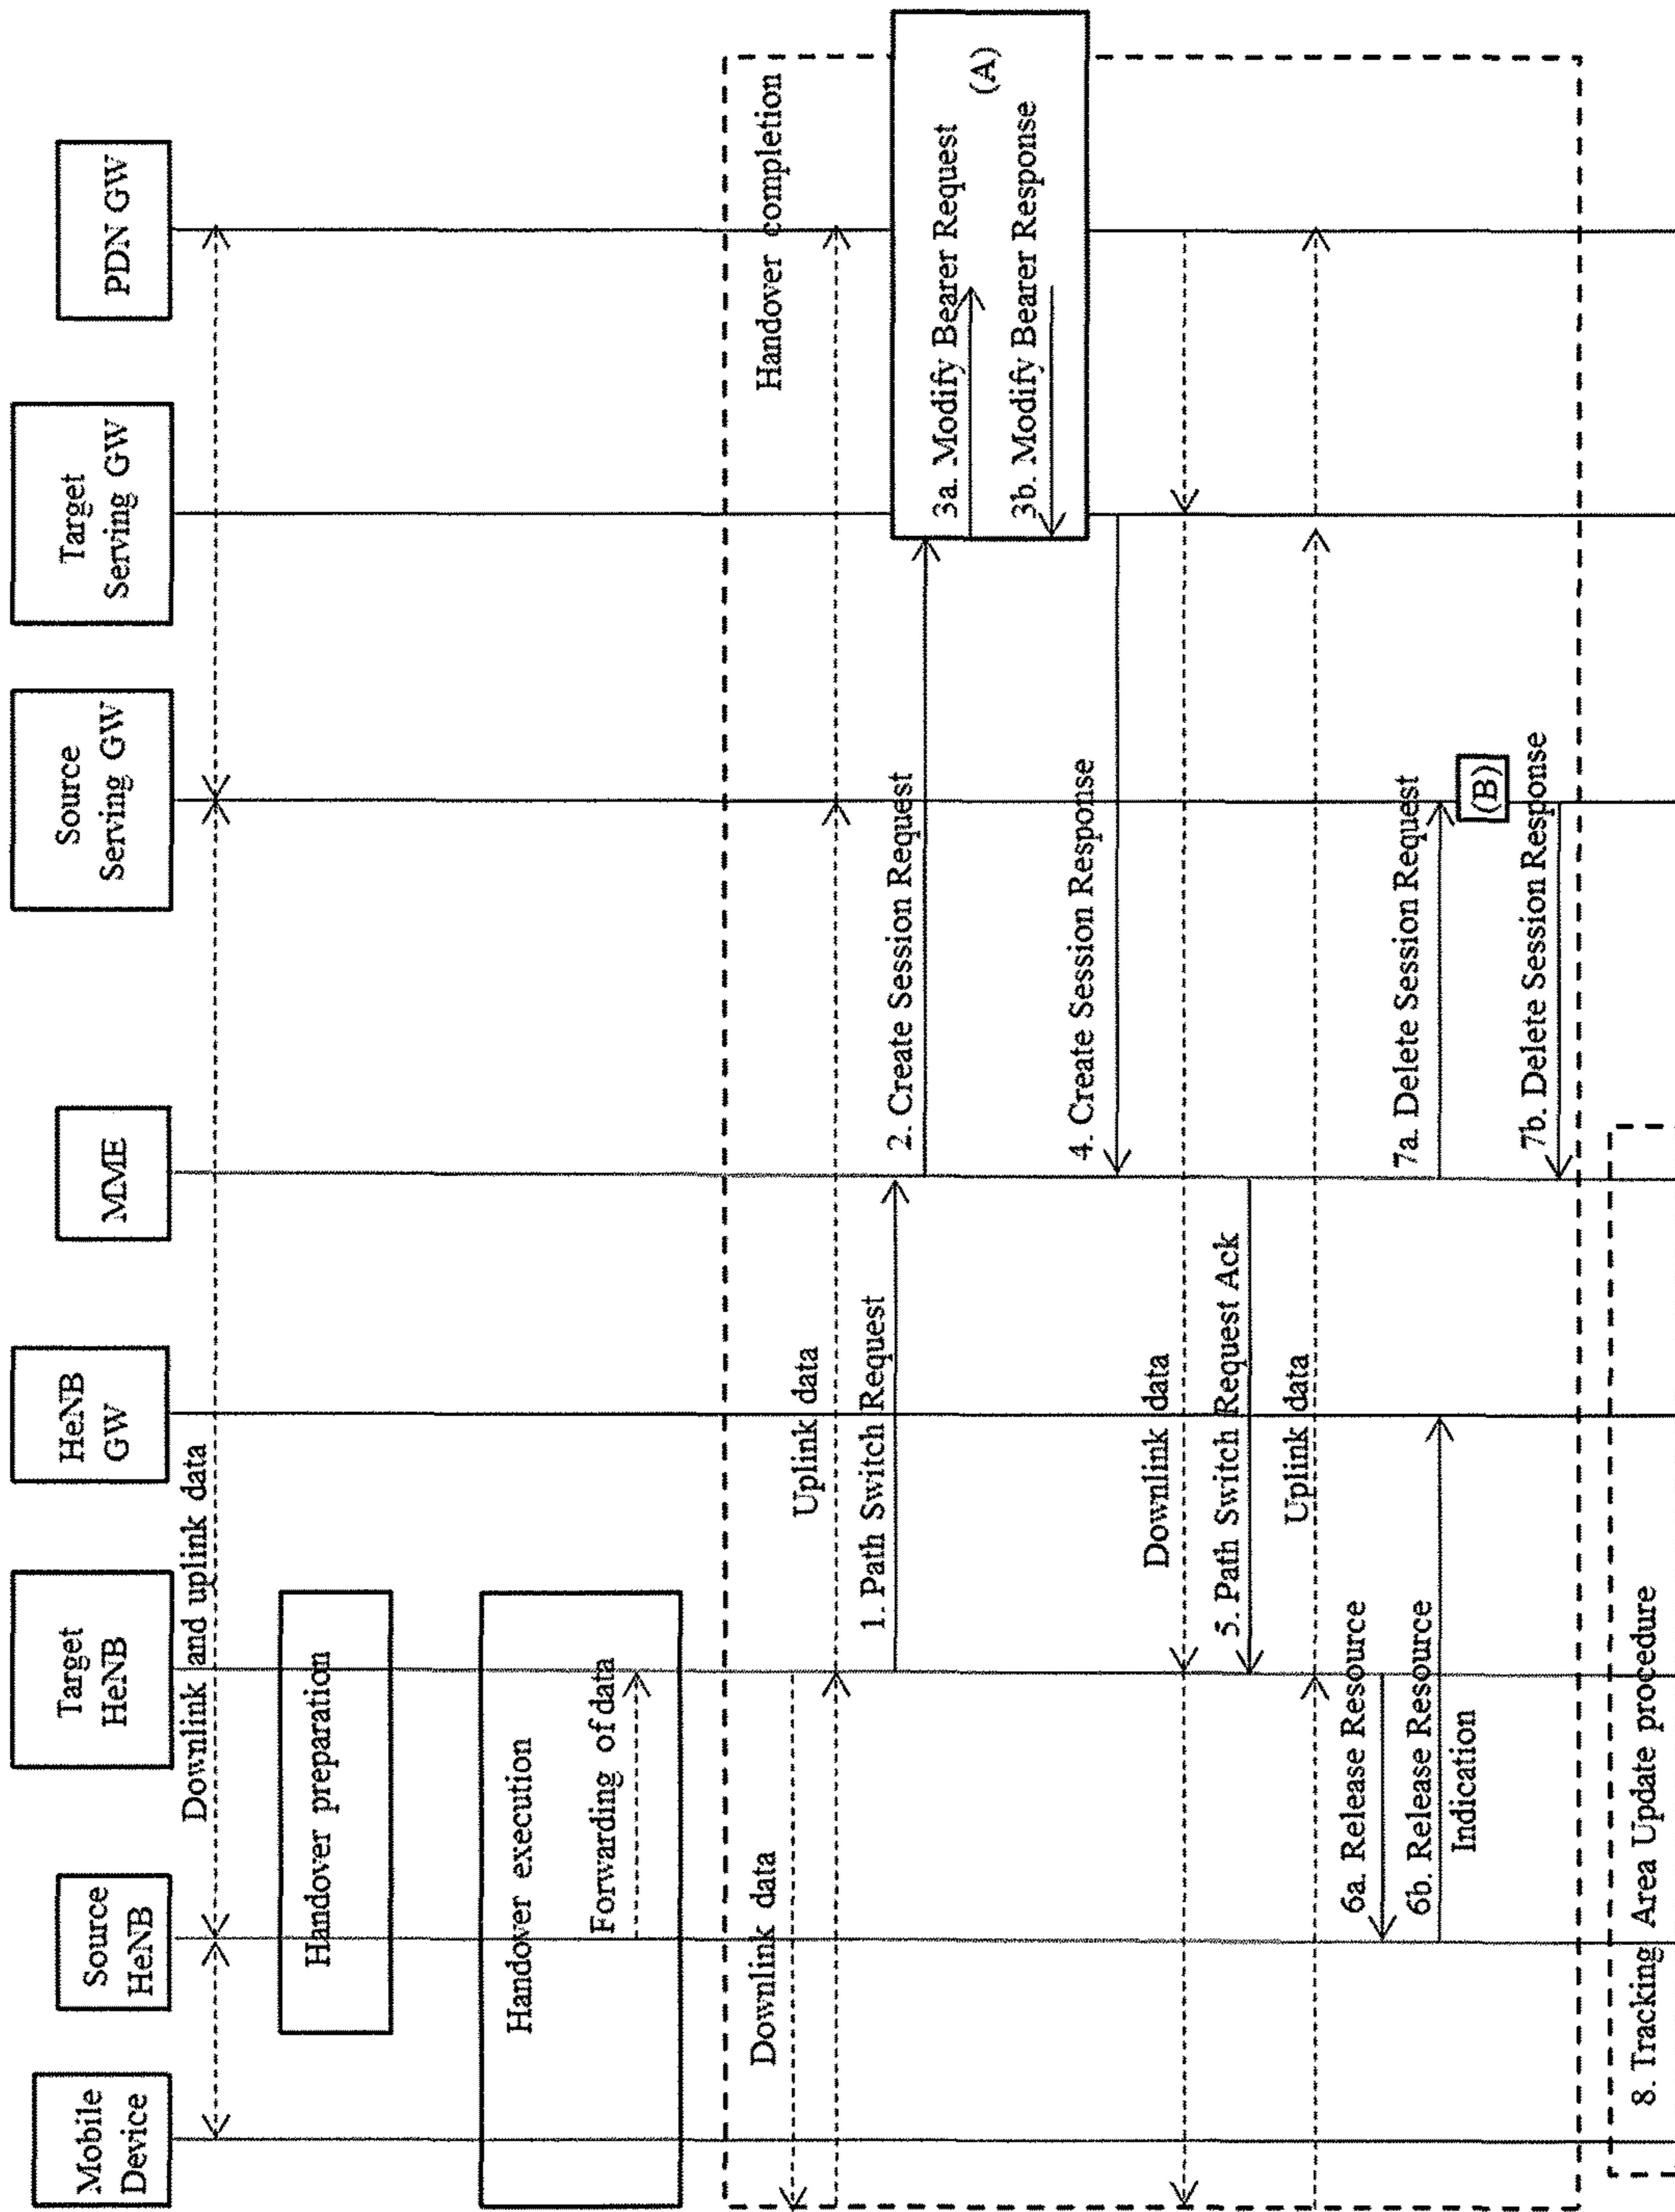 Mobile
Device
Source
HeNB
Target
HeNB
HeNB
GW
MME
Source
Serving GW
Target
Serving GW
PDN GW
Downlink and uplink data
Handover preparation
Handover execution
Forwarding of data
Handover completion
Downlink data
Uplink data
1. Path Switch Request
2. Create Session Request
3a. Modify Bearer Request
(A)
3b. Modify Bearer Response
4. Create Session Response
Downlink data
5. Path Switch Request Ack
Uplink data
6a. Release Resource
6b. Release Resource
Indication
7a. Delete Session Request
(B)
7b. Delete Session Response
8. Tracking Area Update procedure